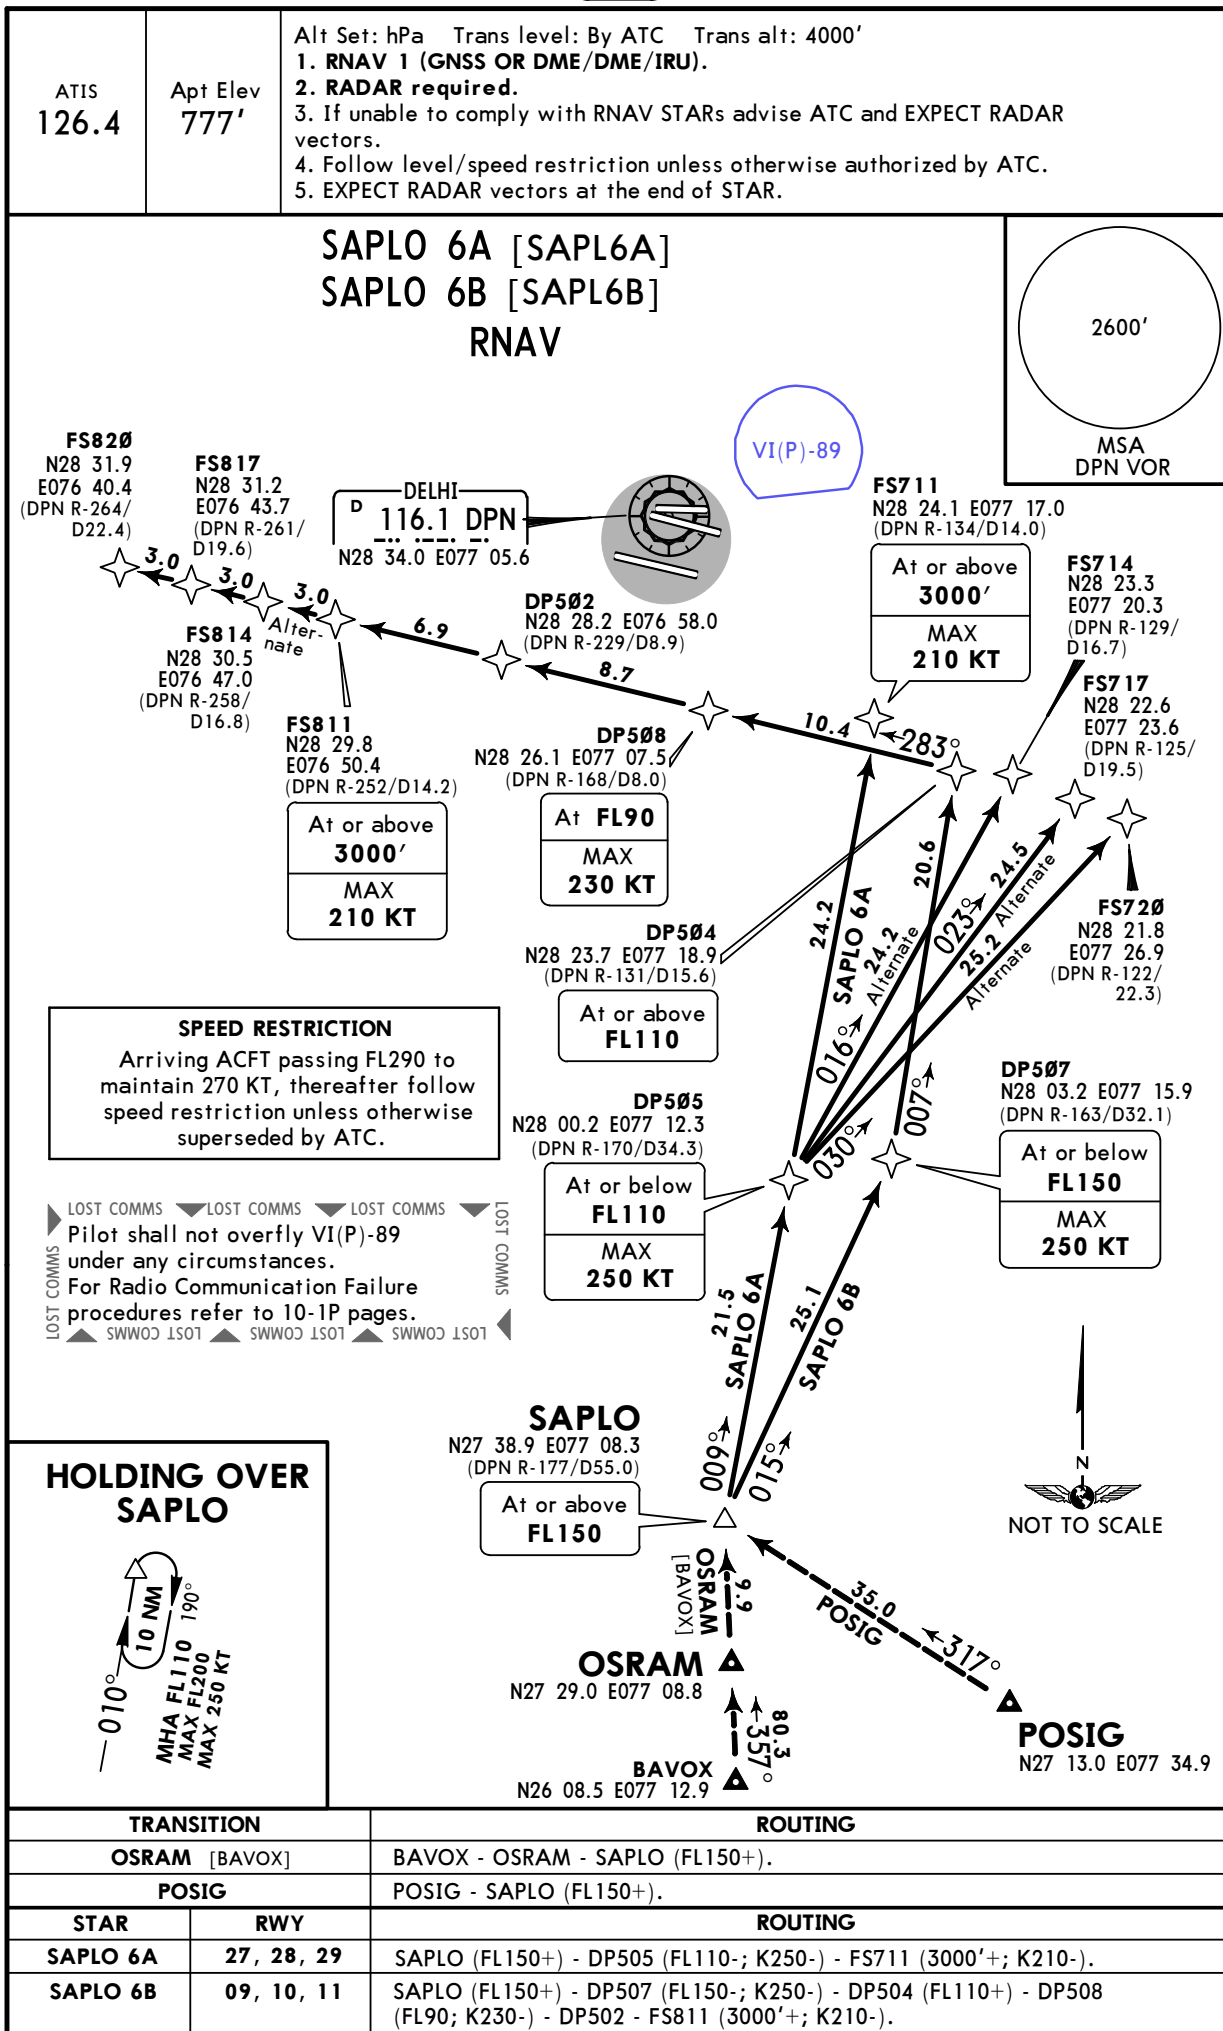 ATIS
126.4
Apt Elev
777'
Alt Set: hPa Trans level: By ATC Trans alt: 4000'
1. RNAV 1 (GNSS OR DME/DME/IRU).
2. RADAR required.
3. If unable to comply with RNAV STARs advise ATC and EXPECT RADAR
vectors.
4. Follow level/speed restriction unless otherwise authorized by ATC.
5. EXPECT RADAR vectors at the end of STAR.
SAPLO 6A [SAPL6A]
SAPLO 6B [SAPL6B]
RNAV
2600'
MSA
DPN VOR
VI(P)-89
FS820
N28 31.9
E076 40.4
(DPN R-264/
D22.4)
FS817
N28 31.2
E076 43.7
(DPN R-261/
D19.6)
DELHI
D 116.1 DPN
N28 34.0 E077 05.6
FS711
N28 24.1 E077 17.0
(DPN R-134/D14.0)
At or above
3000'
MAX
210 KT
FS714
N28 23.3
E077 20.3
(DPN R-129/
D16.7)
FS717
N28 22.6
E077 23.6
(DPN R-125/
D19.5)
3.0
3.0
3.0
Alter-
nate
6.9
DP502
N28 28.2 E076 58.0
(DPN R-229/D8.9)
8.7
10.4
283°
FS814
N28 30.5
E076 47.0
(DPN R-258/
D16.8)
FS811
N28 29.8
E076 50.4
(DPN R-252/D14.2)
At or above
3000'
MAX
210 KT
DP508
N28 26.1 E077 07.5
(DPN R-168/D8.0)
At FL90
MAX
230 KT
DP504
N28 23.7 E077 18.9
(DPN R-131/D15.6)
At or above
FL110
FS720
N28 21.8
E077 26.9
(DPN R-122/
22.3)
24.2
SAPLO 6A
24.2
Alternate
016°
20.6
007°
023°
24.5
Alternate
25.2
Alternate
030°
SPEED RESTRICTION
Arriving ACFT passing FL290 to
maintain 270 KT, thereafter follow
speed restriction unless otherwise
superseded by ATC.
DP505
N28 00.2 E077 12.3
(DPN R-170/D34.3)
At or below
FL110
MAX
250 KT
DP507
N28 03.2 E077 15.9
(DPN R-163/D32.1)
At or below
FL150
MAX
250 KT
LOST COMMS LOST COMMS LOST COMMS
LOST COMMS
Pilot shall not overfly VI(P)-89
under any circumstances.
For Radio Communication Failure
procedures refer to 10-1P pages.
LOST COMMS LOST COMMS LOST COMMS
LOST COMMS
21.5
SAPLO 6A
25.1
SAPLO 6B
009°
015°
SAPLO
N27 38.9 E077 08.3
(DPN R-177/D55.0)
At or above
FL150
N
NOT TO SCALE
HOLDING OVER
SAPLO
10 NM
190°
010°
MHA FL110
MAX FL200
MAX 250 KT
OSRAM
[BAVOX]
9.9
35.0
POSIG
317°
OSRAM
N27 29.0 E077 08.8
80.3
357°
BAVOX
N26 08.5 E077 12.9
POSIG
N27 13.0 E077 34.9
TRANSITION ROUTING
OSRAM [BAVOX] BAVOX - OSRAM - SAPLO (FL150+).
POSIG POSIG - SAPLO (FL150+).
STAR RWY ROUTING
SAPLO 6A 27, 28, 29 SAPLO (FL150+) - DP505 (FL110-; K250-) - FS711 (3000'+; K210-).
SAPLO 6B 09, 10, 11 SAPLO (FL150+) - DP507 (FL150-; K250-) - DP504 (FL110+) - DP508
(FL90; K230-) - DP502 - FS811 (3000'+; K210-).